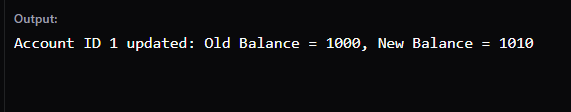 Output:
Account ID 1 updated: Old Balance = 1000, New Balance = 1010